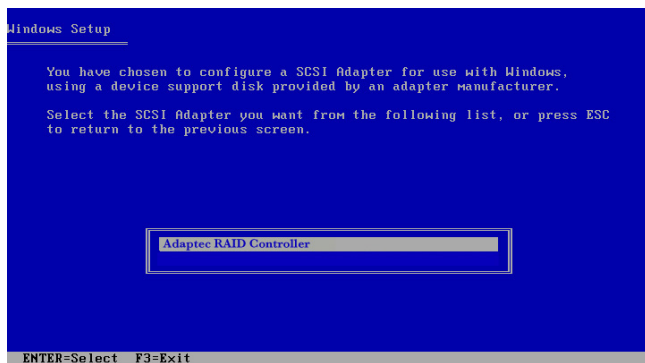 Windows Setup
You have chosen to configure a SCSI Adapter for use with Windows,
using a device support disk provided by an adapter manufacturer.
Select the SCSI Adapter you want from the following list, or press ESC
to return to the previous screen.
Adaptec RAID Controller
ENTER=Select  F3=Exit